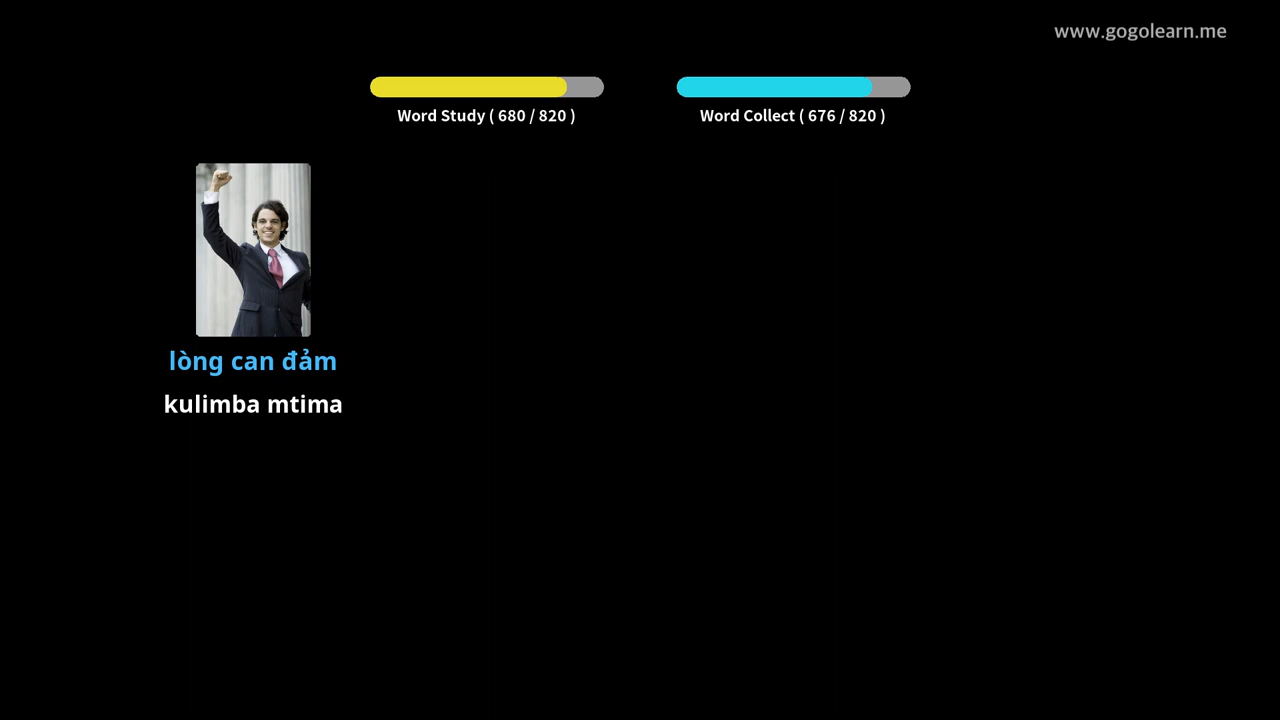 www.gogolearn.me
Word Study ( 680 / 820 )
Word Collect ( 676 / 820 )
lòng can đảm
kulimba mtima